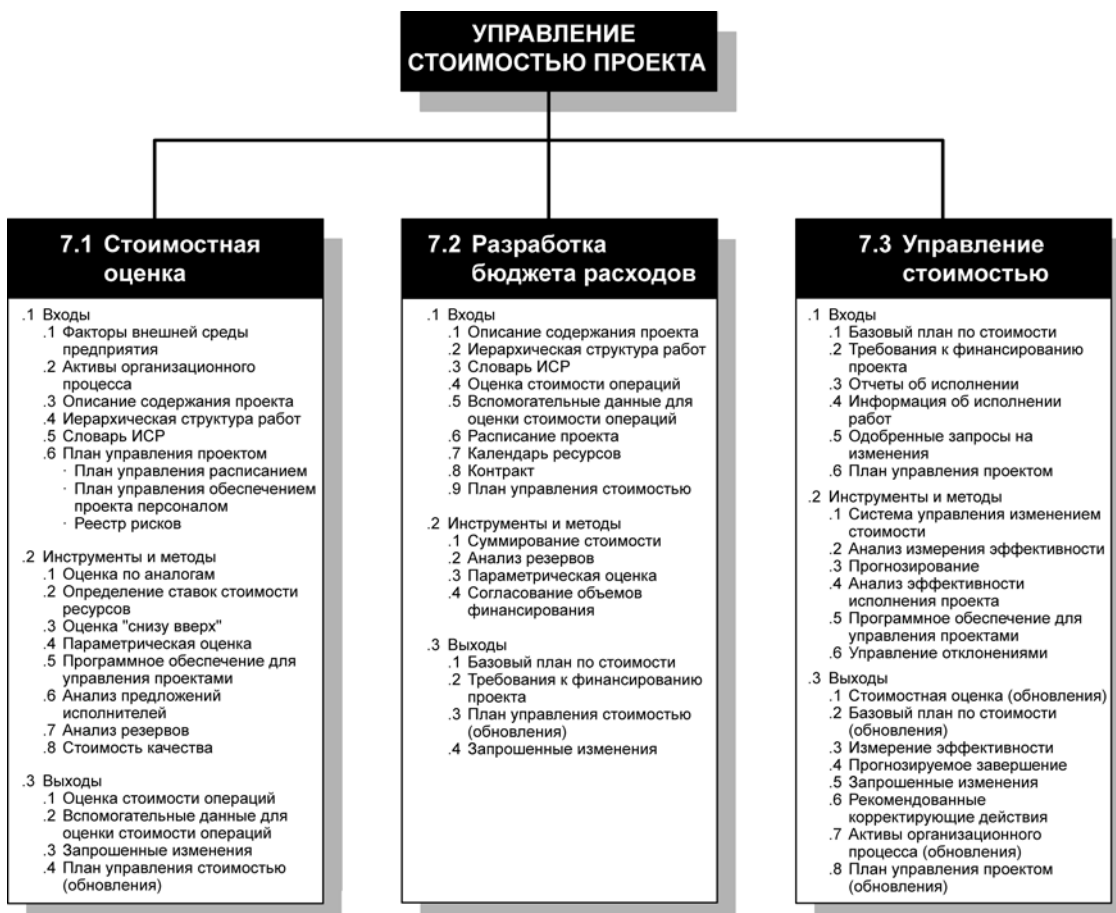 УПРАВЛЕНИЕ
СТОИМОСТЬЮ ПРОЕКТА
7.1 Стоимостная
оценка
.1 Входы
.1 Факторы внешней среды
предприятия
.2 Активы организационного
процесса
.3 Описание содержания проекта
.4 Иерархическая структура работ
.5 Словарь ИСР
.6 План управления проектом
· План управления расписанием
· План управления обеспечением
проекта персоналом
· Реестр рисков
.2 Инструменты и методы
.1 Оценка по аналогам
.2 Определение ставок стоимости
ресурсов
.3 Оценка "снизу вверх"
.4 Параметрическая оценка
.5 Программное обеспечение для
управления проектами
.6 Анализ предложений
исполнителей
.7 Анализ резервов
.8 Стоимость качества
.3 Выходы
.1 Оценка стоимости операций
.2 Вспомогательные данные для
оценки стоимости операций
.3 Запрошенные изменения
.4 План управления стоимостью
(обновления)
7.2 Разработка
бюджета расходов
.1 Входы
.1 Описание содержания проекта
.2 Иерархическая структура работ
.3 Словарь ИСР
.4 Оценка стоимости операций
.5 Вспомогательные данные для
оценки стоимости операций
.6 Расписание проекта
.7 Календарь ресурсов
.8 Контракт
.9 План управления стоимостью
.2 Инструменты и методы
.1 Суммирование стоимости
.2 Анализ резервов
.3 Параметрическая оценка
.4 Согласование объемов
финансирования
.3 Выходы
.1 Базовый план по стоимости
.2 Требования к финансированию
проекта
.3 План управления стоимостью
(обновления)
.4 Запрошенные изменения
7.3 Управление
стоимостью
.1 Входы
.1 Базовый план по стоимости
.2 Требования к финансированию
проекта
.3 Отчеты об исполнении
.4 Информация об исполнении
работ
.5 Одобренные запросы на
изменения
.6 План управления проектом
.2 Инструменты и методы
.1 Система управления изменением
стоимости
.2 Анализ измерения эффективности
.3 Прогнозирование
.4 Анализ эффективности
исполнения проекта
.5 Программное обеспечение для
управления проектами
.6 Управление отклонениями
.3 Выходы
.1 Стоимостная оценка (обновления)
.2 Базовый план по стоимости
(обновления)
.3 Измерение эффективности
.4 Прогнозируемое завершение
.5 Запрошенные изменения
.6 Рекомендованные
корректирующие действия
.7 Активы организационного
процесса (обновления)
.8 План управления проектом
(обновления)